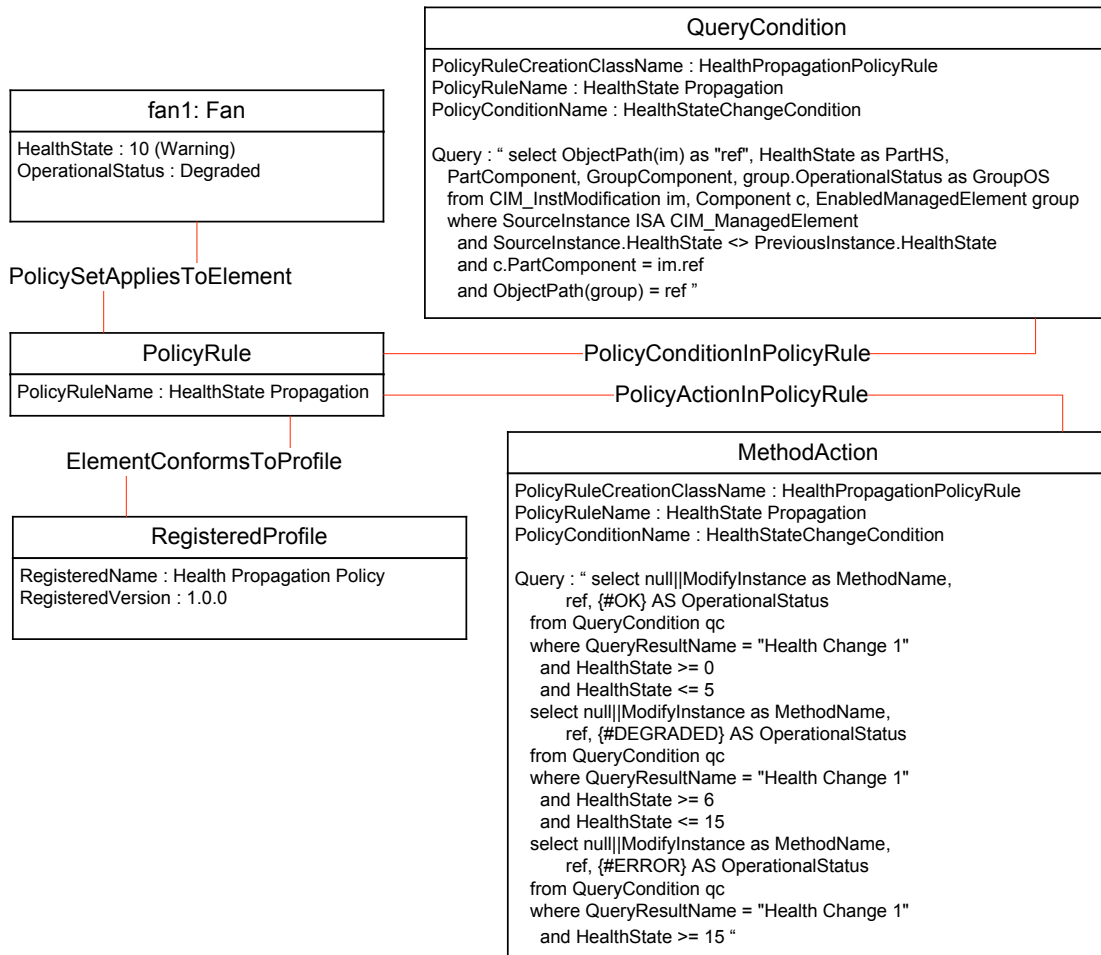 QueryCondition
PolicyRuleCreationClassName : HealthPropagationPolicyRule
PolicyRuleName : HealthState Propagation
PolicyConditionName : HealthStateChangeCondition
Query : “ select ObjectPath(im) as "ref", HealthState as PartHS,
PartComponent, GroupComponent, group.OperationalStatus as GroupOS
from CIM_InstModification im, Component c, EnabledManagedElement group
where SourceInstance ISA CIM_ManagedElement
and SourceInstance.HealthState <> PreviousInstance.HealthState
and c.PartComponent = im.ref
and ObjectPath(group) = ref ”
fan1: Fan
HealthState : 10 (Warning)
OperationalStatus : Degraded
PolicySetAppliesToElement
PolicyRule
PolicyRuleName : HealthState Propagation
PolicyConditionInPolicyRule
PolicyActionInPolicyRule
ElementConformsToProfile
RegisteredProfile
RegisteredName : Health Propagation Policy
RegisteredVersion : 1.0.0
MethodAction
PolicyRuleCreationClassName : HealthPropagationPolicyRule
PolicyRuleName : HealthState Propagation
PolicyConditionName : HealthStateChangeCondition
Query : “ select null||ModifyInstance as MethodName,
ref, {#OK} AS OperationalStatus
from QueryCondition qc
where QueryResultName = "Health Change 1"
and HealthState >= 0
and HealthState <= 5
select null||ModifyInstance as MethodName,
ref, {#DEGRADED} AS OperationalStatus
from QueryCondition qc
where QueryResultName = "Health Change 1"
and HealthState >= 6
and HealthState <= 15
select null||ModifyInstance as MethodName,
ref, {#ERROR} AS OperationalStatus
from QueryCondition qc
where QueryResultName = "Health Change 1"
and HealthState >= 15 “